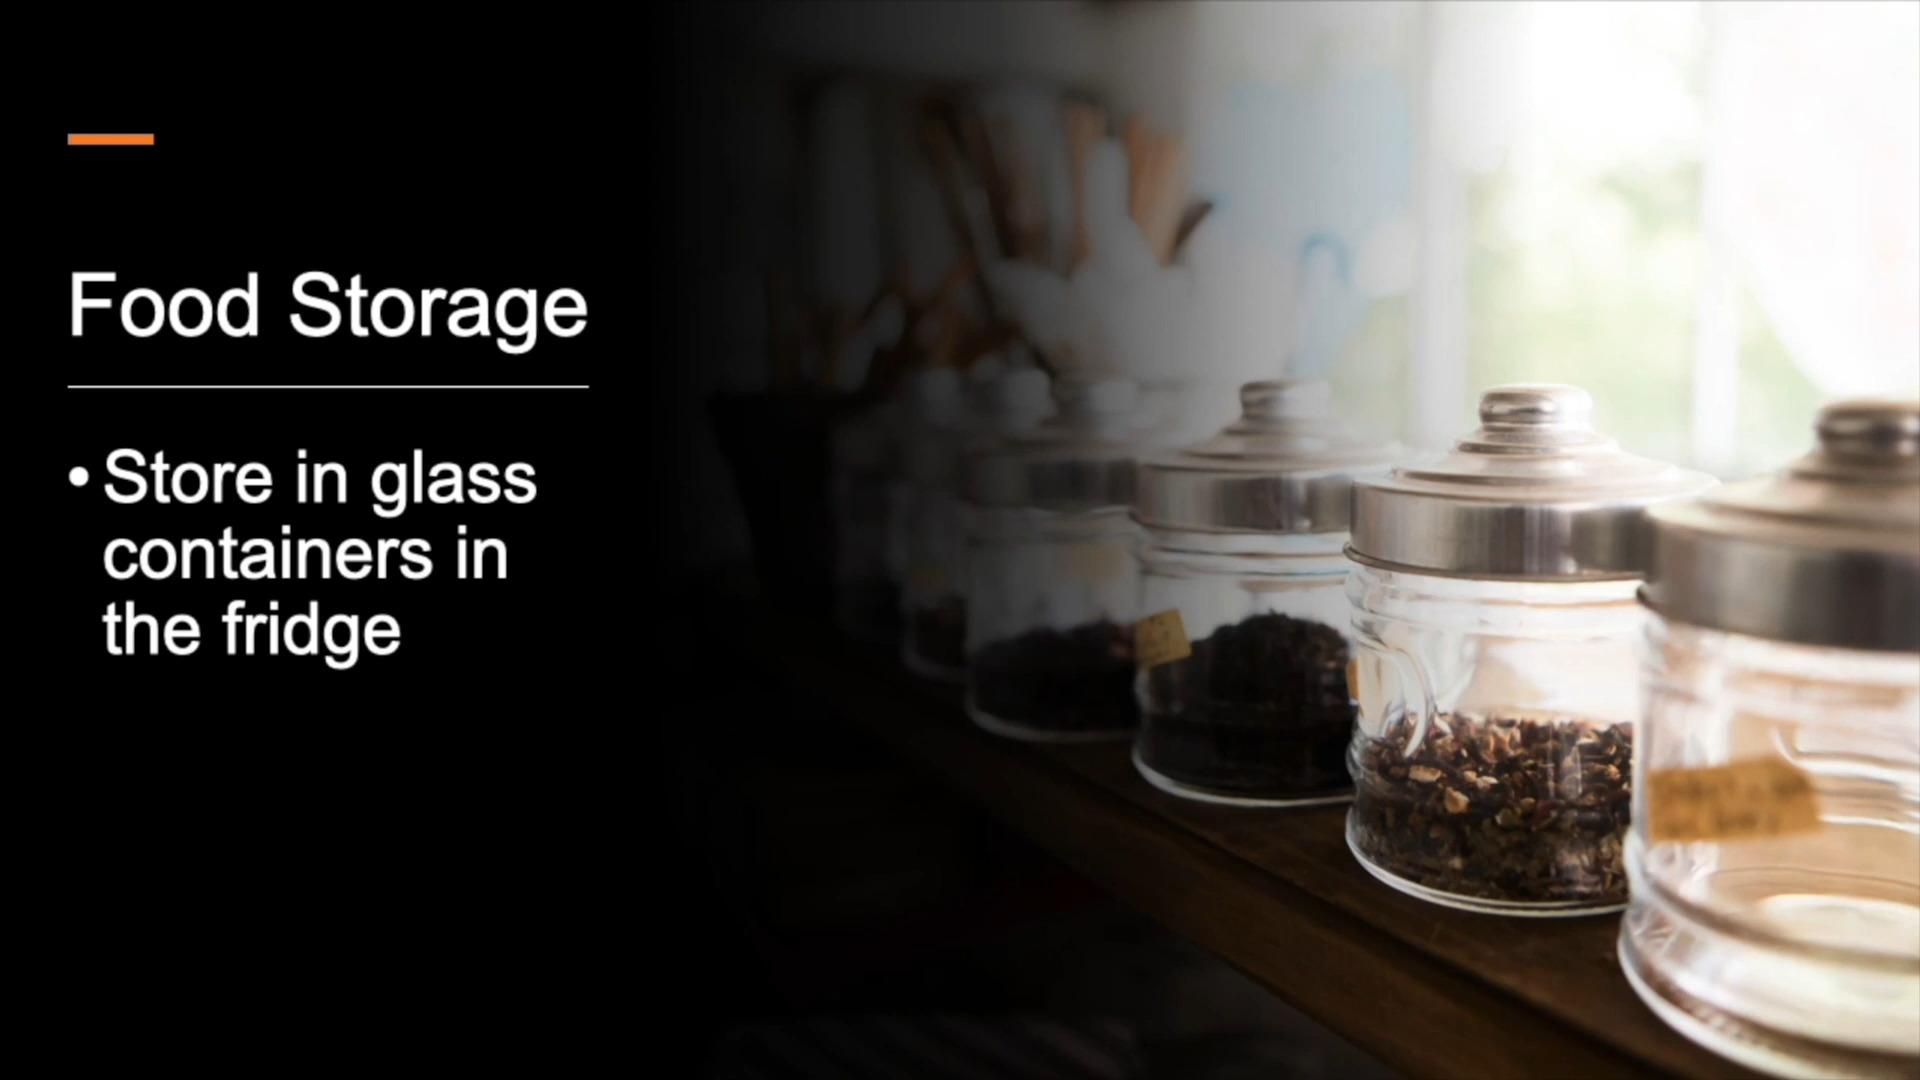 Food Storage
• Store in glass
containers in
the fridge